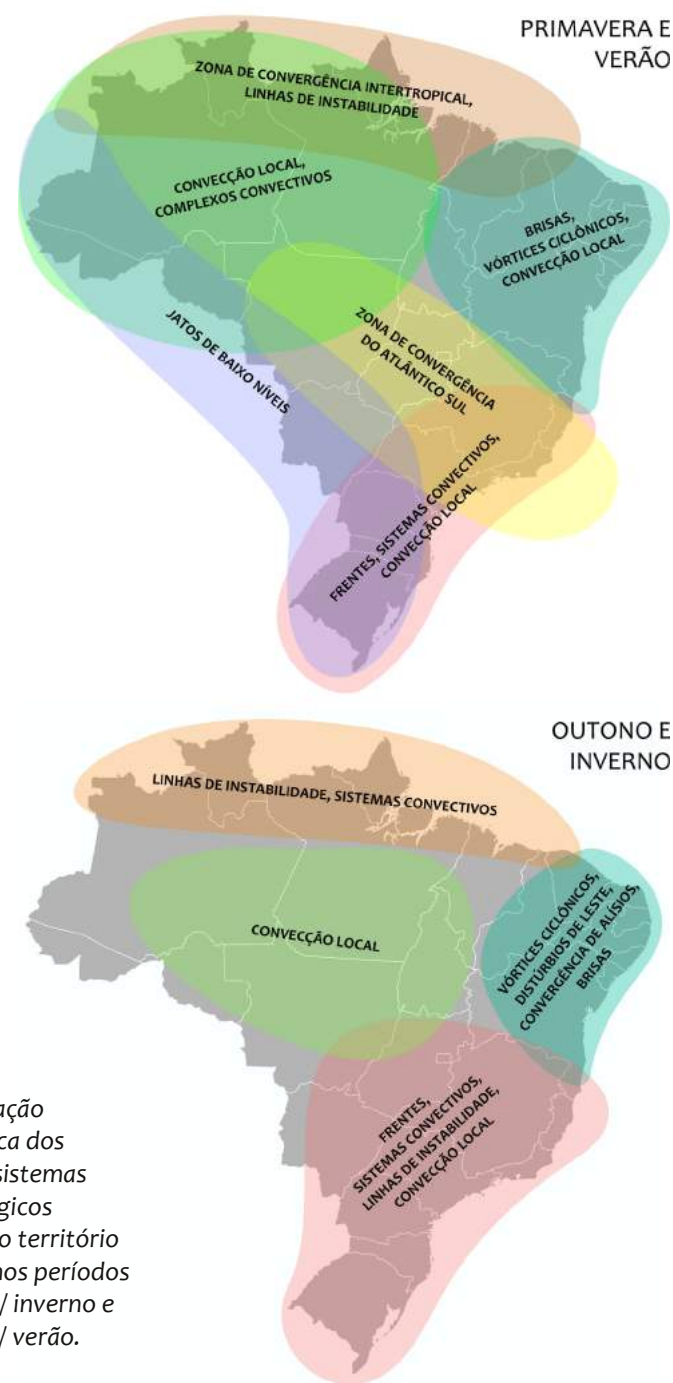 PRIMAVERA E
VERÃO
ZONA DE CONVERGÊNCIA INTERTROPICAL,
LINHAS DE INSTABILIDADE
CONVECÇÃO LOCAL,
COMPLEXOS CONVECTIVOS
BRISAS,
VÓRTICES CICLÔNICOS,
CONVECÇÃO LOCAL
JATOS DE BAIXO NÍVEIS
ZONA DE CONVERGÊNCIA
DO ATLÂNTICO SUL
FRENTES, SISTEMAS CONVECTIVOS,
CONVECÇÃO LOCAL
OUTONO E
INVERNO
LINHAS DE INSTABILIDADE, SISTEMAS CONVECTIVOS
CONVECÇÃO LOCAL
VÓRTICES CICLÔNICOS,
DISTÚRBIOS DE LESTE,
CONVERGÊNCIA DE ALÍSIOS,
BRISAS
FRENTES,
SISTEMAS CONVECTIVOS,
LINHAS DE INSTABILIDADE,
CONVECÇÃO LOCAL
ação
ca dos
sistemas
gicos
o território
nos períodos
/ inverno e
/ verão.